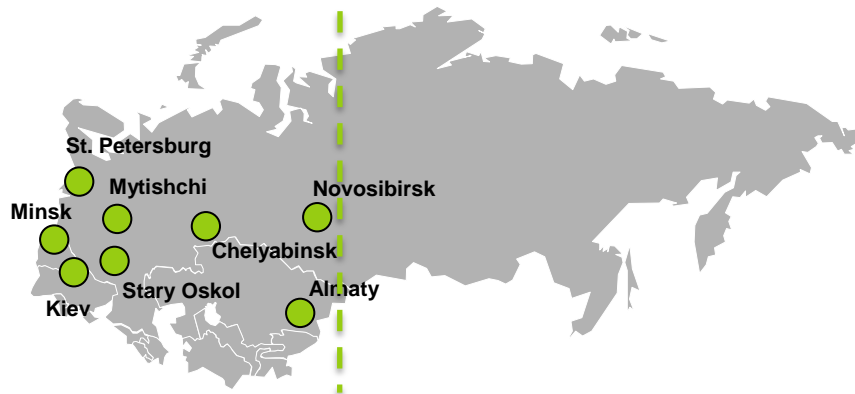 St. Petersburg
Mytishchi
Novosibirsk
Minsk
Chelyabinsk
Stary Oskol
Almaty
Kiev